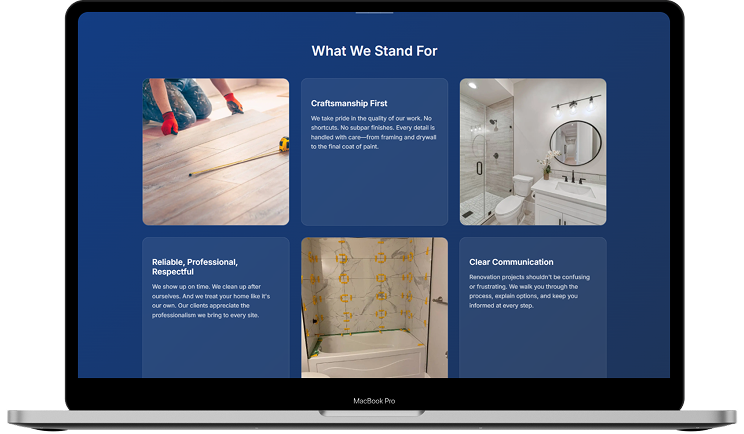 What We Stand For
Craftsmanship First
We take pride in the quality of our work. No
shortcuts. No subpar finishes. Every detail is
handled with care—from framing and drywall
to the final coat of paint.
Reliable, Professional,
Respectful
We show up on time. We clean up after
ourselves. And we treat your home like it's
our own. Our clients appreciate the
professionalism we bring to every site.
Clear Communication
Renovation projects shouldn't be confusing
or frustrating. We walk you through the
process, explain options, and keep you
informed at every step.
MacBook Pro